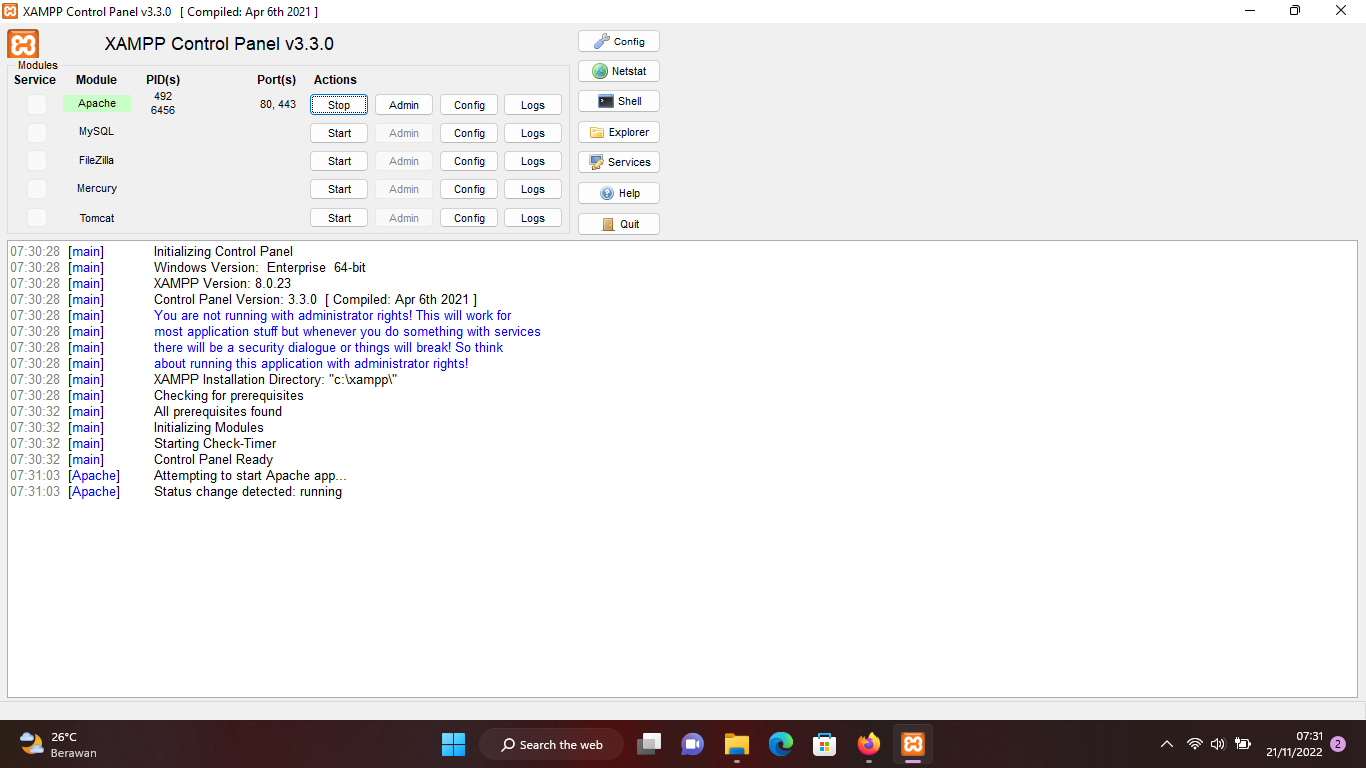 XAMPP Control Panel v3.3.0 [ Compiled: Apr 6th 2021 ]
XAMPP Control Panel v3.3.0
Config
Modules
Service Module PID(s) Port(s) Actions
Netstat
Apache 492 6456 80, 443 Stop Admin Config Logs
Shell
MySQL Start Admin Config Logs
Explorer
FileZilla Start Admin Config Logs
Services
Mercury Start Admin Config Logs
Help
Tomcat Start Admin Config Logs
Quit
07:30:28 [main] Initializing Control Panel
07:30:28 [main] Windows Version: Enterprise 64-bit
07:30:28 [main] XAMPP Version: 8.0.23
07:30:28 [main] Control Panel Version: 3.3.0 [ Compiled: Apr 6th 2021 ]
07:30:28 [main] You are not running with administrator rights! This will work for
07:30:28 [main] most application stuff but whenever you do something with services
07:30:28 [main] there will be a security dialogue or things will break! So think
07:30:28 [main] about running this application with administrator rights!
07:30:28 [main] XAMPP Installation Directory: "c:\xampp\"
07:30:28 [main] Checking for prerequisites
07:30:32 [main] All prerequisites found
07:30:32 [main] Initializing Modules
07:30:32 [main] Starting Check-Timer
07:30:32 [main] Control Panel Ready
07:31:03 [Apache] Attempting to start Apache app...
07:31:03 [Apache] Status change detected: running
26°C
Berawan
Search the web
07:31
21/11/2022
2